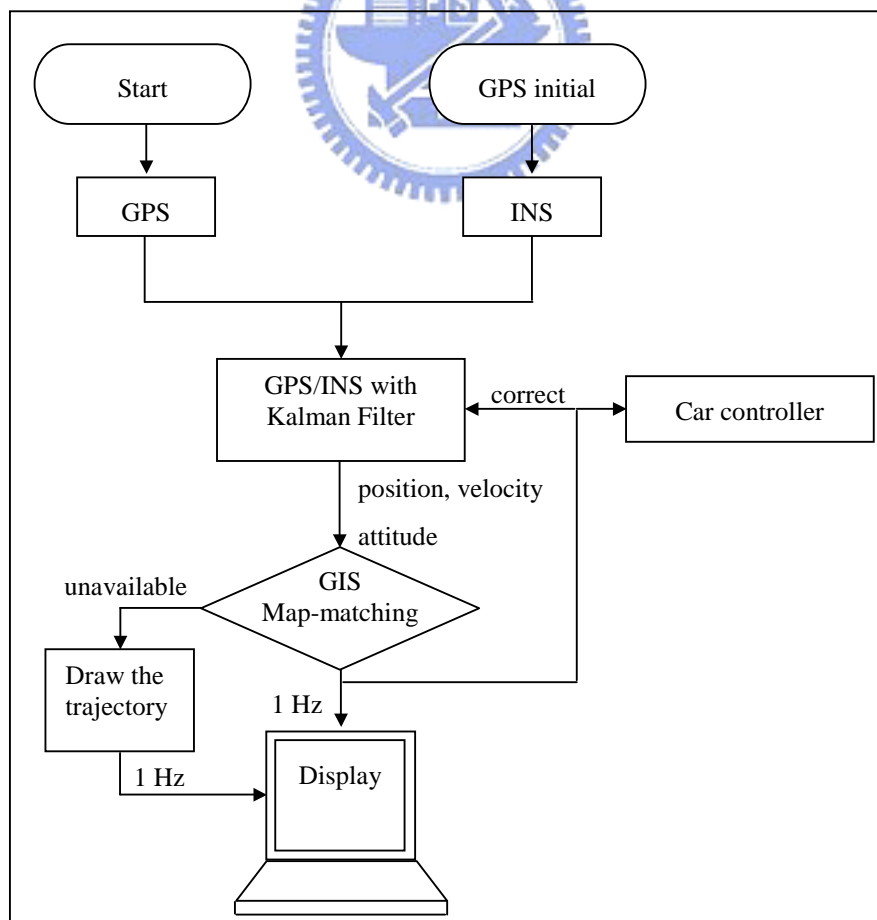 Start
GPS initial
GPS
INS
GPS/INS with
Kalman Filter
correct
Car controller
position, velocity
attitude
unavailable
GIS
Map-matching
Draw the
trajectory
1 Hz
1 Hz
Display